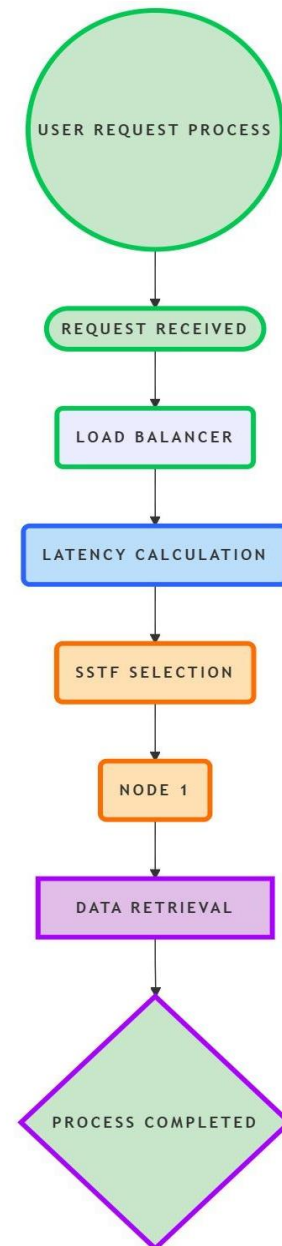 USER REQUEST PROCESS
REQUEST RECEIVED
LOAD BALANCER
LATENCY CALCULATION
SSTF SELECTION
NODE 1
DATA RETRIEVAL
PROCESS COMPLETED